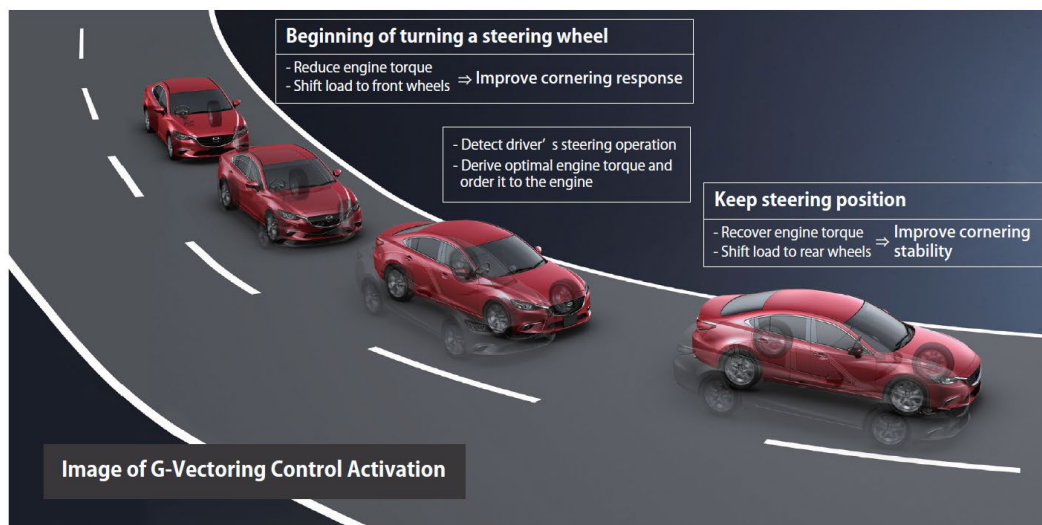 Beginning of turning a steering wheel
- Reduce engine torque
- Shift load to front wheels ⇒ Improve cornering response
- Detect driver's steering operation
- Derive optimal engine torque and
order it to the engine
Keep steering position
- Recover engine torque
- Shift load to rear wheels ⇒ Improve cornering
stability
Image of G-Vectoring Control Activation